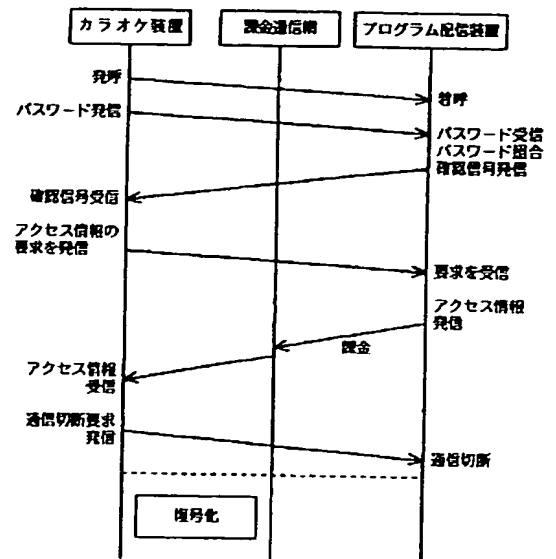 カラオケ装置
課金通信網
プログラム配信装置
発呼
着呼
パスワード発信
パスワード受信
パスワード照合
確認信号発信
確認信号受信
アクセス情報の
要求を発信
要求を受信
アクセス情報
発信
課金
アクセス情報
受信
通信切断要求
発信
通信切断
復号化